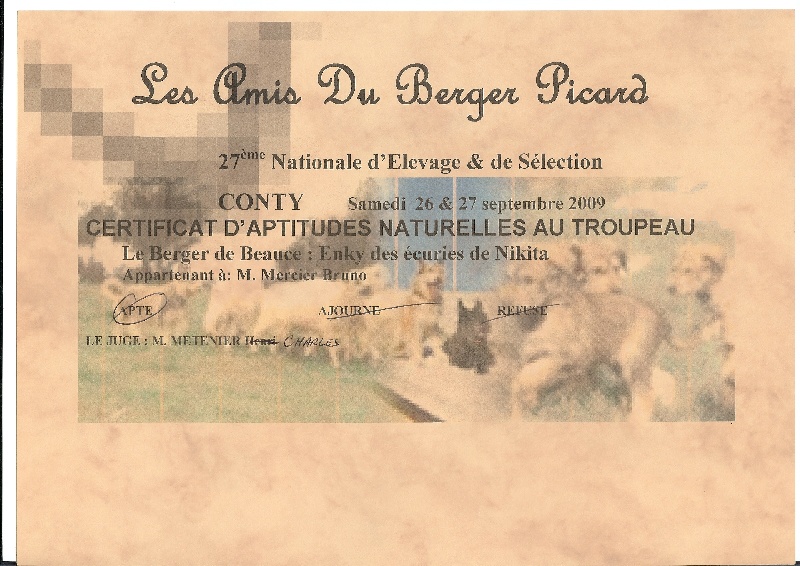 Les Amis Du Berger Picard
27ème Nationale d'Elevage & de Sélection
CONTY Samedi 26 & 27 septembre 2009
CERTIFICAT D'APTITUDES NATURELLES AU TROUPEAU
Le Berger de Beauce : Enky des écuries de Nikita
Appartenant à: M. Mercier Bruno
APTE AJOURNE REFUSE
LE JUGE : M. METENIER Henri CHARLES